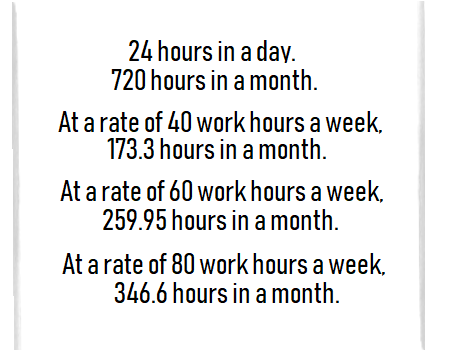 24 hours in a day.
720 hours in a month.
At a rate of 40 work hours a week,
173.3 hours in a month.
At a rate of 60 work hours a week,
259.95 hours in a month.
At a rate of 80 work hours a week,
346.6 hours in a month.